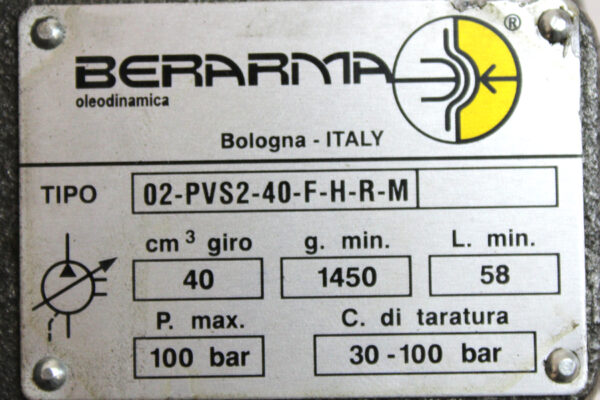 BERARMA ®
oleodinamica
Bologna - ITALY
TIPO 02-PVS2-40-F-H-R-M
cm³ giro g. min. L. min.
40 1450 58
P. max. C. di taratura
100 bar 30-100 bar